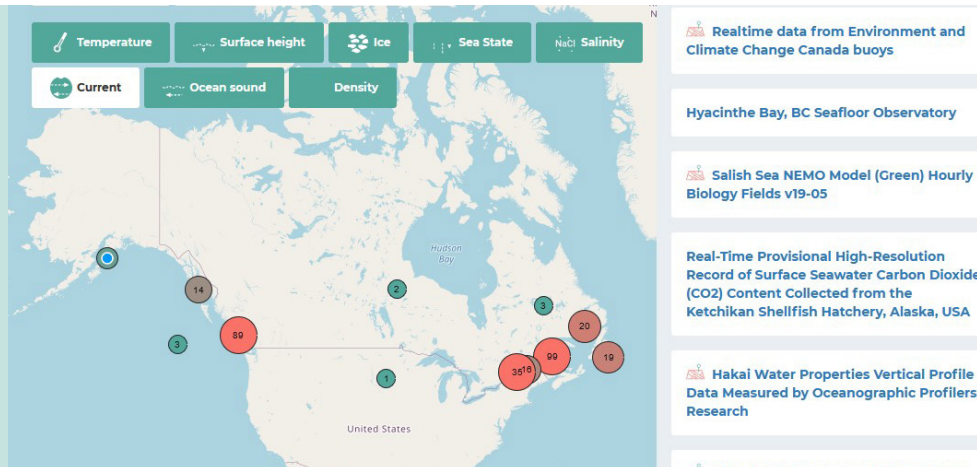 N
Temperature
Surface height
Ice
Sea State
NaCl Salinity
Current
Ocean sound
Density
Hudson
Bay
14
2
3
89
3
20
99
19
16
1
United States
Realtime data from Environment and
Climate Change Canada buoys
Hyacinthe Bay, BC Seafloor Observatory
Salish Sea NEMO Model (Green) Hourly
Biology Fields v19-05
Real-Time Provisional High-Resolution
Record of Surface Seawater Carbon Dioxide
(CO2) Content Collected from the
Ketchikan Shellfish Hatchery, Alaska, USA
Hakai Water Properties Vertical Profile
Data Measured by Oceanographic Profilers
Research